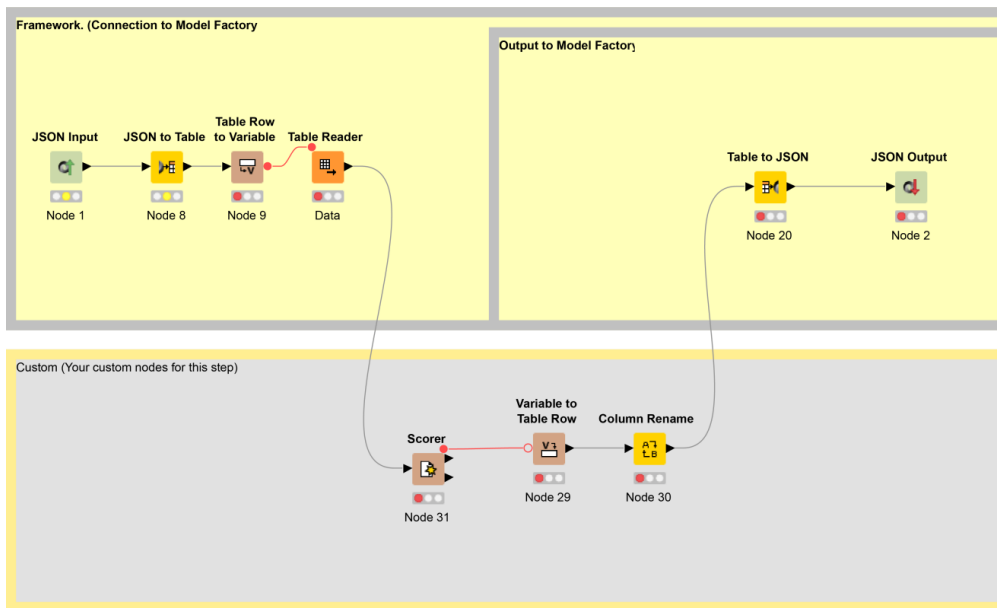 Framework. (Connection to Model Factory
Output to Model Factory
JSON Input
JSON to Table
Table Row
to Variable
Table Reader
Node 1
Node 8
Node 9
Data
Table to JSON
JSON Output
Node 20
Node 2
Custom (Your custom nodes for this step)
Scorer
Variable to
Table Row
Column Rename
Node 31
Node 29
Node 30